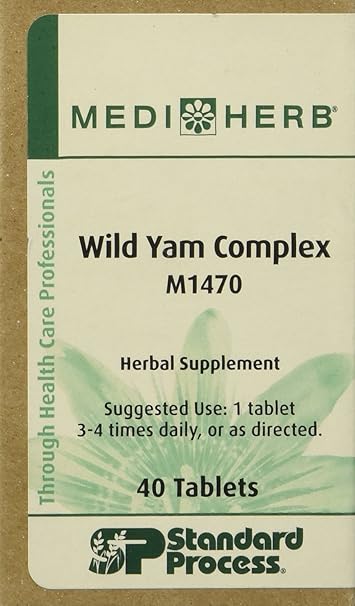 MEDI HERB®
Through Health Care Professionals
Wild Yam Complex
M1470
Herbal Supplement
Suggested Use: 1 tablet
3-4 times daily, or as directed.
40 Tablets
SP Standard
Process®